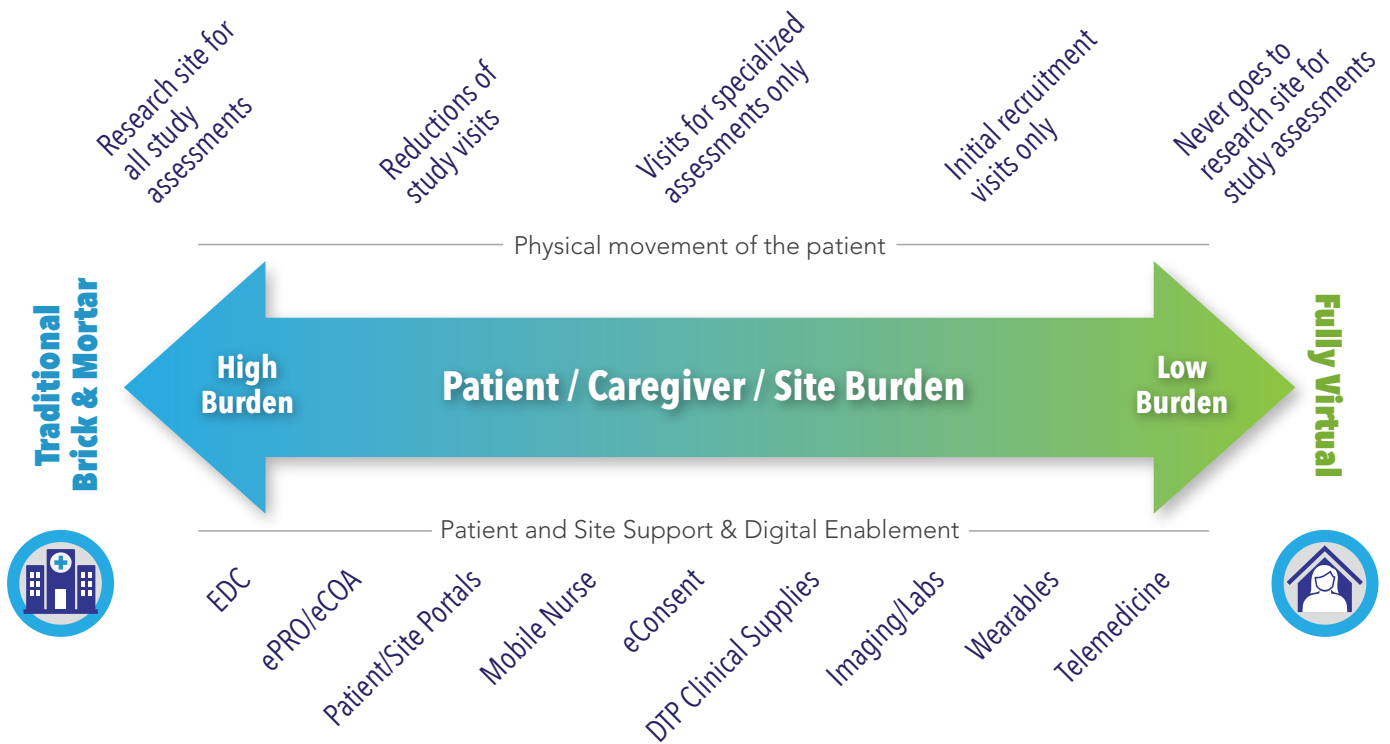 Research site for
all study
assessments
Reductions of
study visits
Visits for specialized
assessments only
Initial recruitment
visits only
Never goes to
research site for
study assessments
Physical movement of the patient
Traditional
Brick & Mortar
High
Burden
Patient / Caregiver / Site Burden
Low
Burden
Fully Virtual
Patient and Site Support & Digital Enablement
EDC
ePRO/eCOA
Patient/Site Portals
Mobile Nurse
eConsent
DTP Clinical Supplies
Imaging/Labs
Wearables
Telemedicine